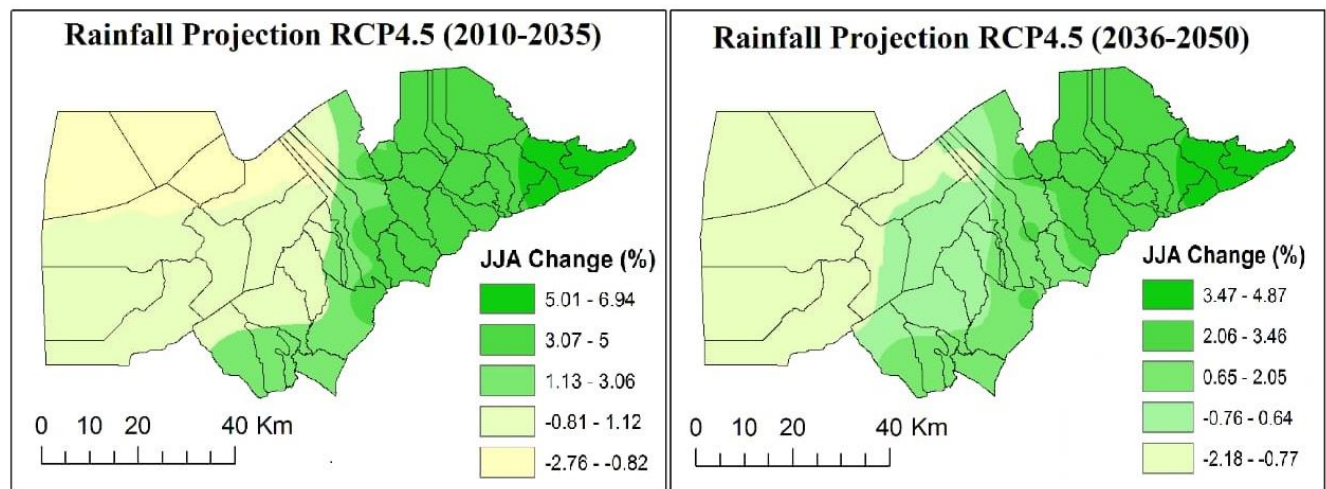 Rainfall Projection RCP4.5 (2010-2035)
JJA Change (%)
5.01 - 6.94
3.07 - 5
1.13 - 3.06
-0.81 - 1.12
-2.76 - -0.82
0 10 20 40 Km
Rainfall Projection RCP4.5 (2036-2050)
JJA Change (%)
3.47 - 4.87
2.06 - 3.46
0.65 - 2.05
-0.76 - 0.64
-2.18 - -0.77
0 10 20 40 Km